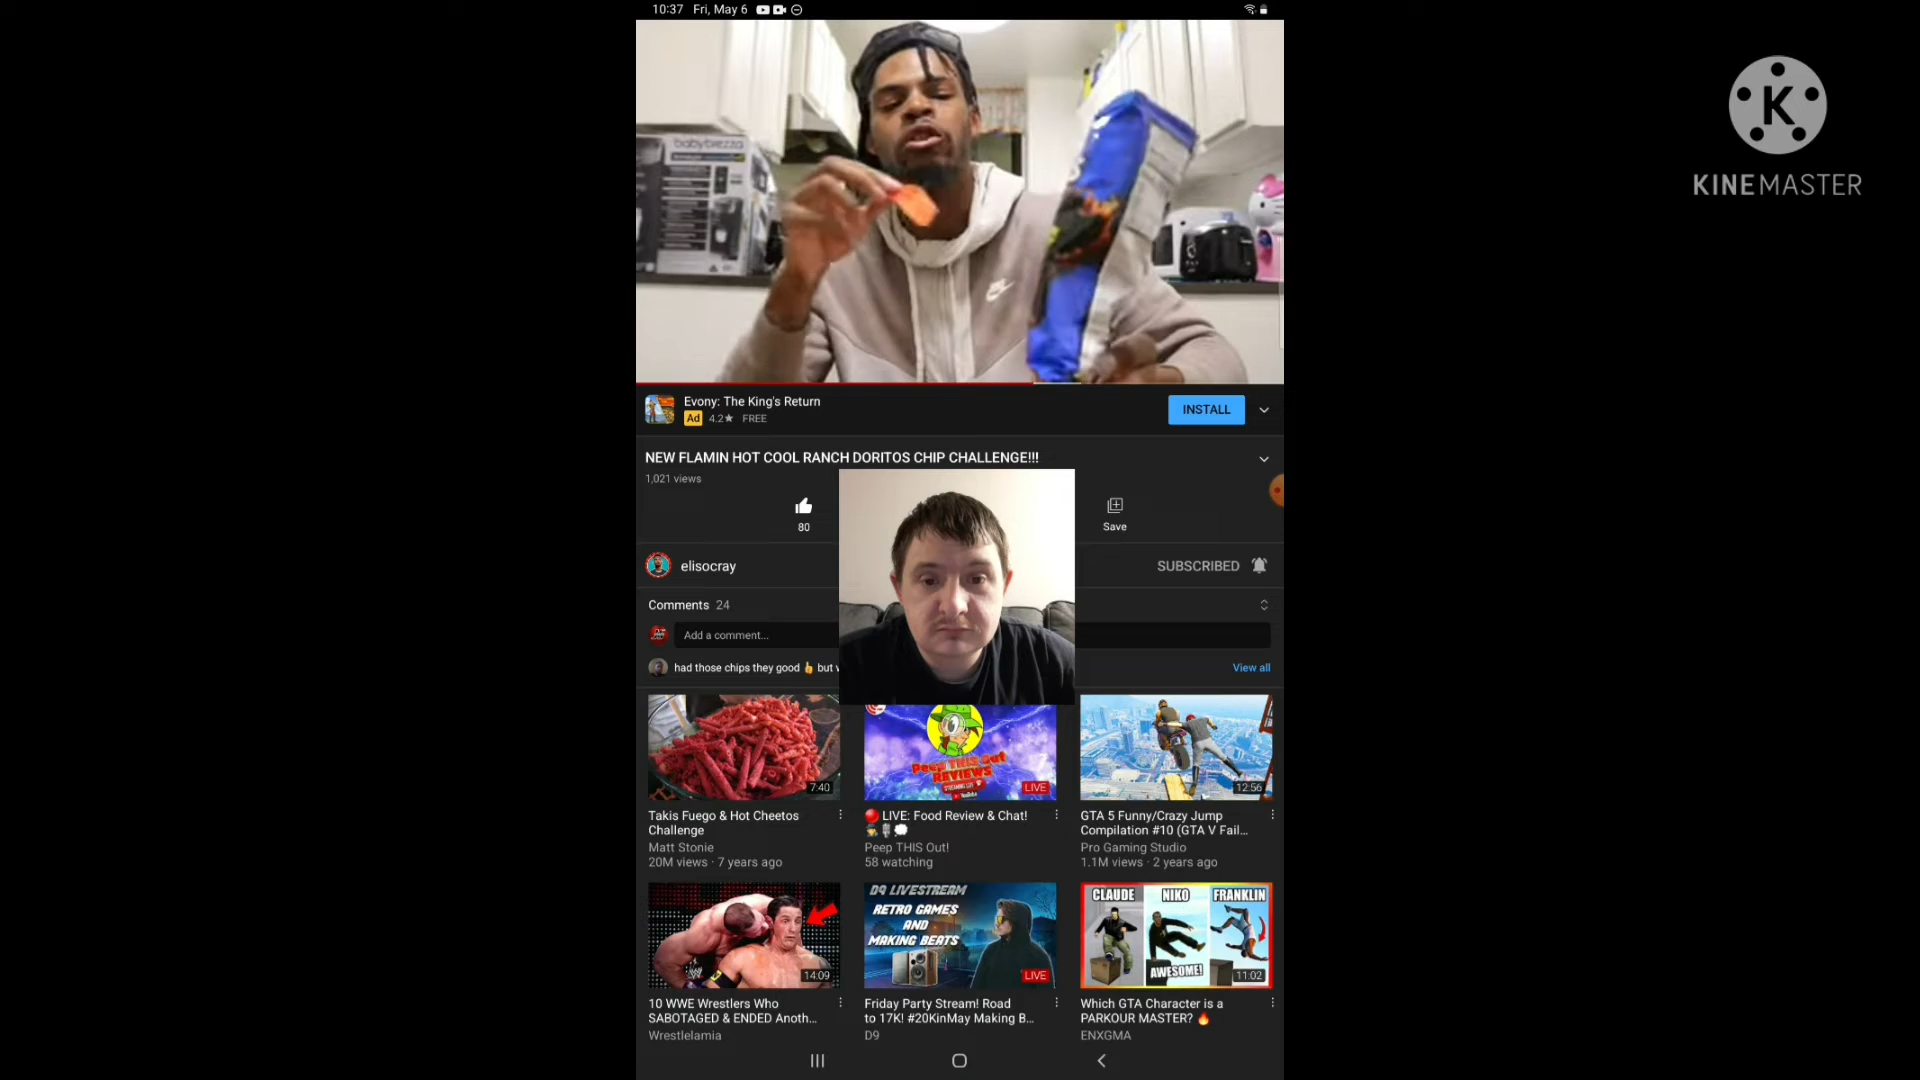 10:37 Fri, May 6
babybrezza
KINEMASTER
Evony: The King's Return
Ad 4.2★ FREE
INSTALL
NEW FLAMIN HOT COOL RANCH DORITOS CHIP CHALLENGE!!!
1,021 views
80
Save
elisocray
SUBSCRIBED
Comments 24
Add a comment...
had those chips they good 👍 but
View all
7:40
Peep THIS Out
REVIEWS
LIVE
12:56
Takis Fuego & Hot Cheetos
Challenge
Matt Stonie
20M views · 7 years ago
🔴LIVE: Food Review & Chat!
Peep THIS Out!
58 watching
GTA 5 Funny/Crazy Jump
Compilation #10 (GTA V Fail...
Pro Gaming Studio
1.1M views · 2 years ago
14:09
D9 LIVESTREAM
RETRO GAMES
AND
MAKING BEATS
LIVE
CLAUDE NIKO FRANKLIN
AWESOME!
11:02
10 WWE Wrestlers Who
SABOTAGED & ENDED Anoth...
Wrestlelamia
Friday Party Stream! Road
to 17K! #20KinMay Making B...
D9
Which GTA Character is a
PARKOUR MASTER? 🔥
ENXGMA